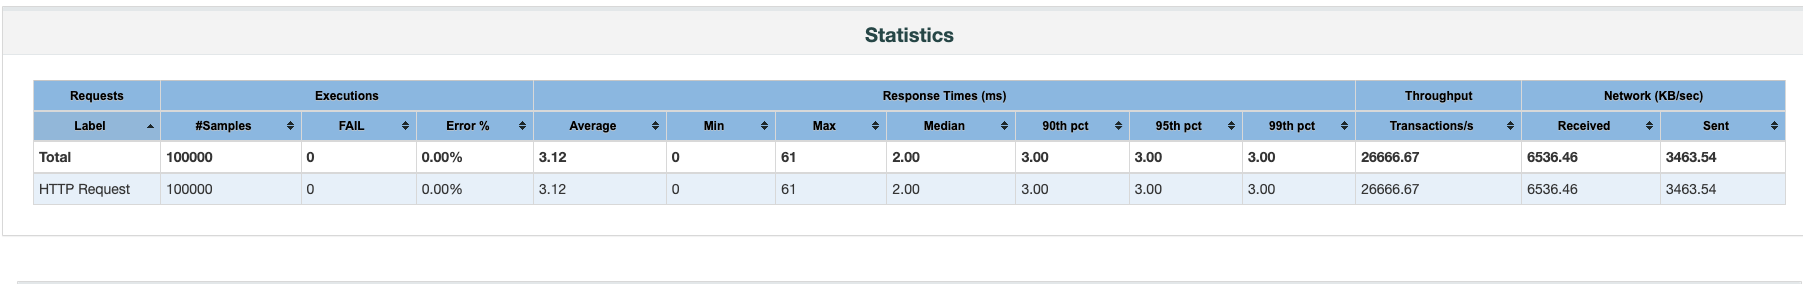 Statistics
Requests Executions Response Times (ms) Throughput Network (KB/sec)
Label #Samples FAIL Error % Average Min Max Median 90th pct 95th pct 99th pct Transactions/s Received Sent
Total 100000 0 0.00% 3.12 0 61 2.00 3.00 3.00 3.00 26666.67 6536.46 3463.54
HTTP Request 100000 0 0.00% 3.12 0 61 2.00 3.00 3.00 3.00 26666.67 6536.46 3463.54